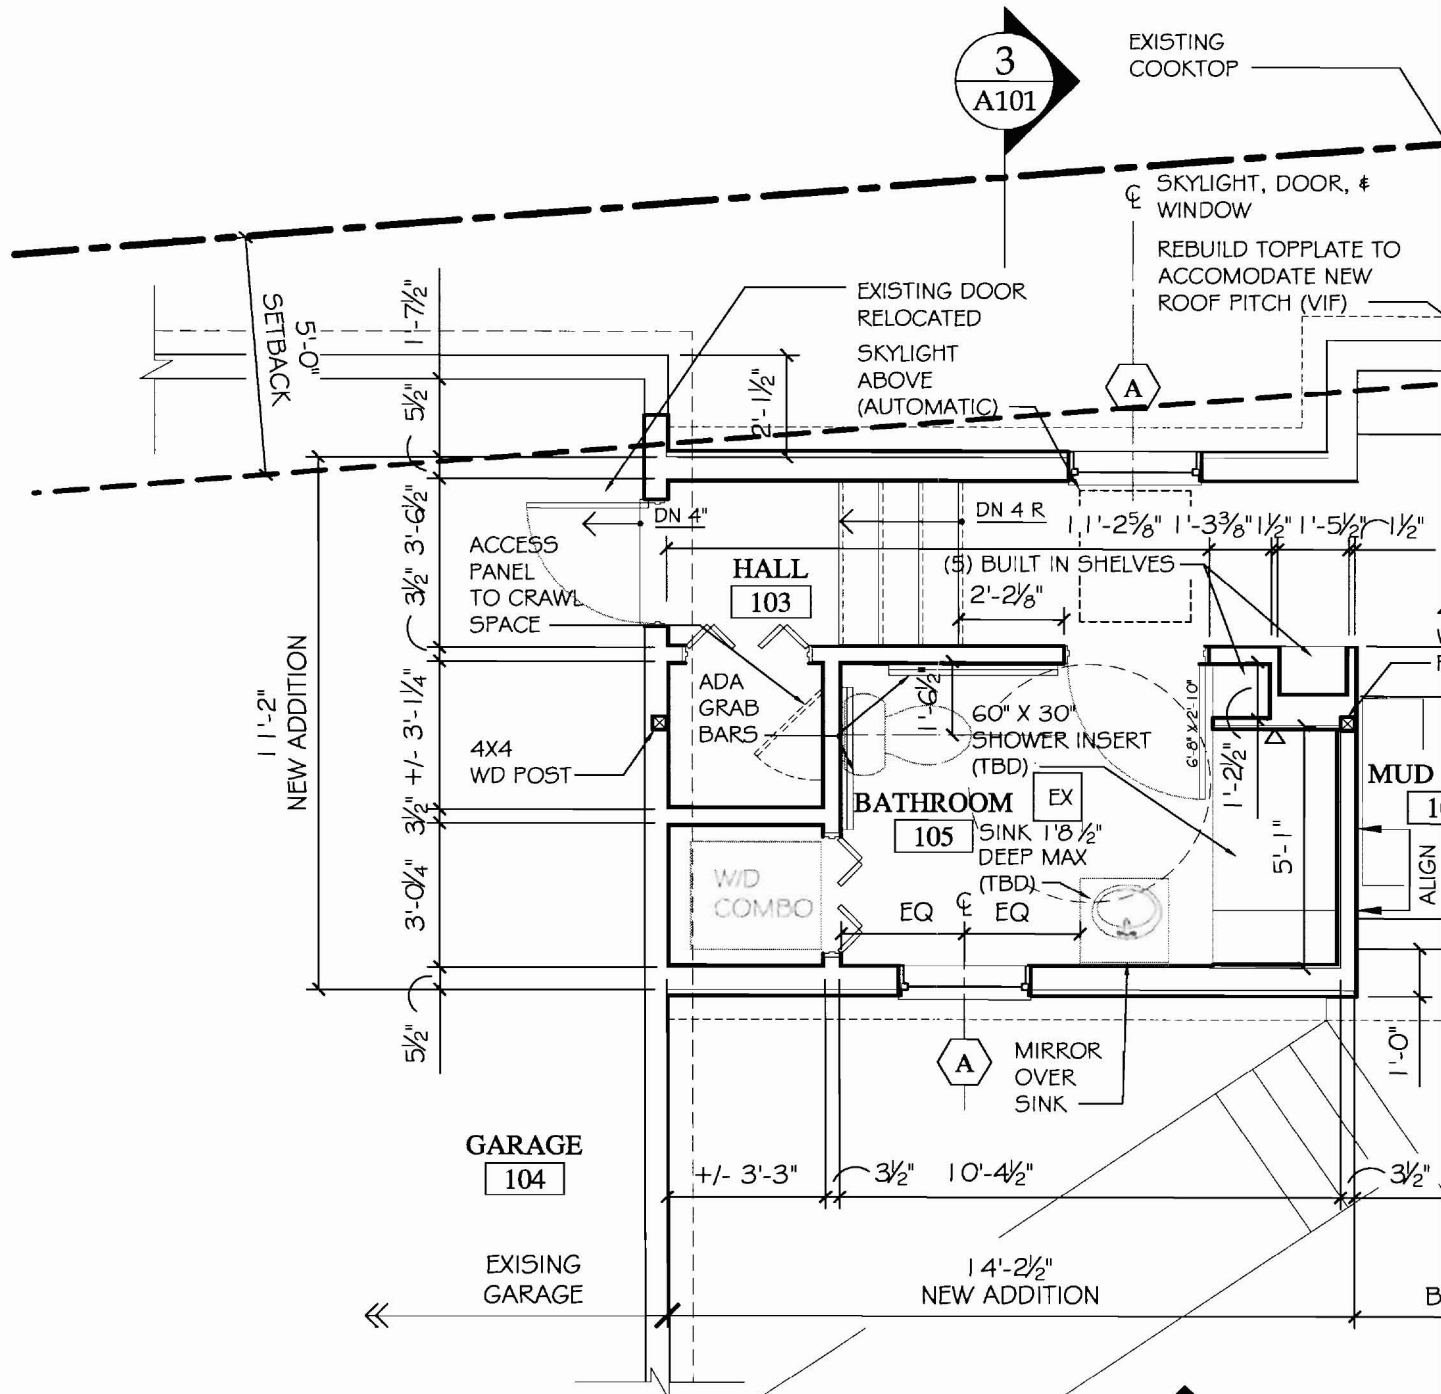 3
A101
EXISTING
COOKTOP
℄ SKYLIGHT, DOOR, &
WINDOW
REBUILD TOPPLATE TO
ACCOMODATE NEW
ROOF PITCH (VIF)
5'-0"
SETBACK
1'-7½"
EXISTING DOOR
RELOCATED
SKYLIGHT
ABOVE
(AUTOMATIC)
A
2'-1½"
5½"
3'-6½"
3½"
+/- 3'-1¼"
3½"
3'-0¼"
5½"
11'-2"
NEW ADDITION
DN 4"
DN 4 R
11'-2⅝"
1'-3⅜"
1½"
1'-5½"
1½"
ACCESS
PANEL
TO CRAWL
SPACE
HALL
103
(5) BUILT IN SHELVES
2'-2⅛"
ADA
GRAB
BARS
1'-6½"
60" X 30"
SHOWER INSERT
(TBD)
6'-8" X 2'-10"
1'-2½"
4X4
WD POST
BATHROOM
105
EX
MUD
SINK 1'8 ½"
DEEP MAX
(TBD)
5'-1"
ALIGN
W/D
COMBO
EQ
℄
EQ
A
MIRROR
OVER
SINK
1'-0"
GARAGE
104
+/- 3'-3"
3½"
10'-4½"
3½"
EXISING
GARAGE
14'-2½"
NEW ADDITION